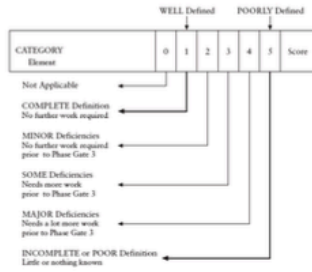 WELL Defined POORLY Defined
CATEGORY
Element
0 1 2 3 4 5 Score
Not Applicable
COMPLETE Definition
No further work required
MINOR Deficiencies
No further work required
prior to Phase Gate 3
SOME Deficiencies
Needs more work
prior to Phase Gate 3
MAJOR Deficiencies
Needs a lot more work
prior to Phase Gate 3
INCOMPLETE or POOR Definition
Little or nothing known